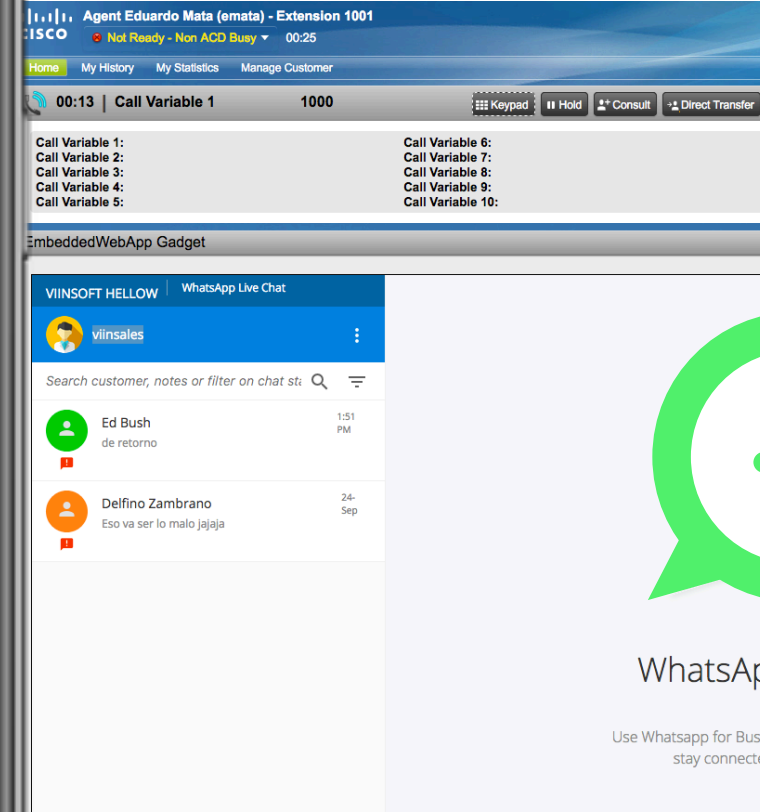 Agent Eduardo Mata (emata) - Extension 1001
CISCO
Not Ready - Non ACD Busy 00:25
Home My History My Statistics Manage Customer
00:13 | Call Variable 1 1000 Keypad Hold Consult Direct Transfer
Call Variable 1: Call Variable 6:
Call Variable 2: Call Variable 7:
Call Variable 3: Call Variable 8:
Call Variable 4: Call Variable 9:
Call Variable 5: Call Variable 10:
EmbeddedWebApp Gadget
VIINSOFT HELLOW WhatsApp Live Chat
viinsales
Search customer, notes or filter on chat sta
Ed Bush 1:51
PM
de retorno
Delfino Zambrano 24-
Sep
Eso va ser lo malo jajaja
WhatsAp
Use Whatsapp for Bus
stay connecte